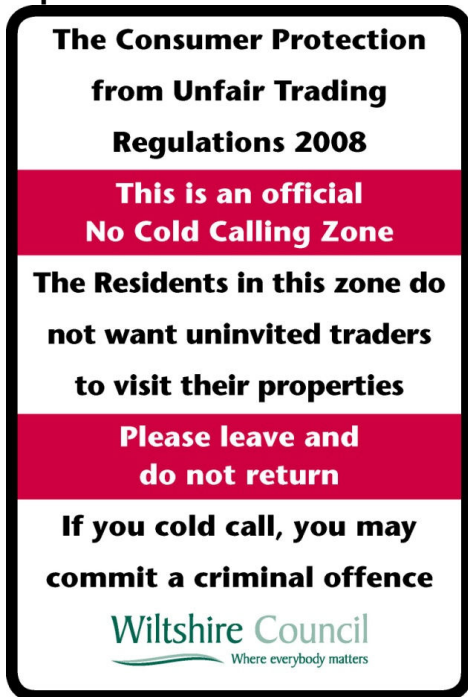 The Consumer Protection
from Unfair Trading
Regulations 2008
This is an official
No Cold Calling Zone
The Residents in this zone do
not want uninvited traders
to visit their properties
Please leave and
do not return
If you cold call, you may
commit a criminal offence
Wiltshire Council
Where everybody matters